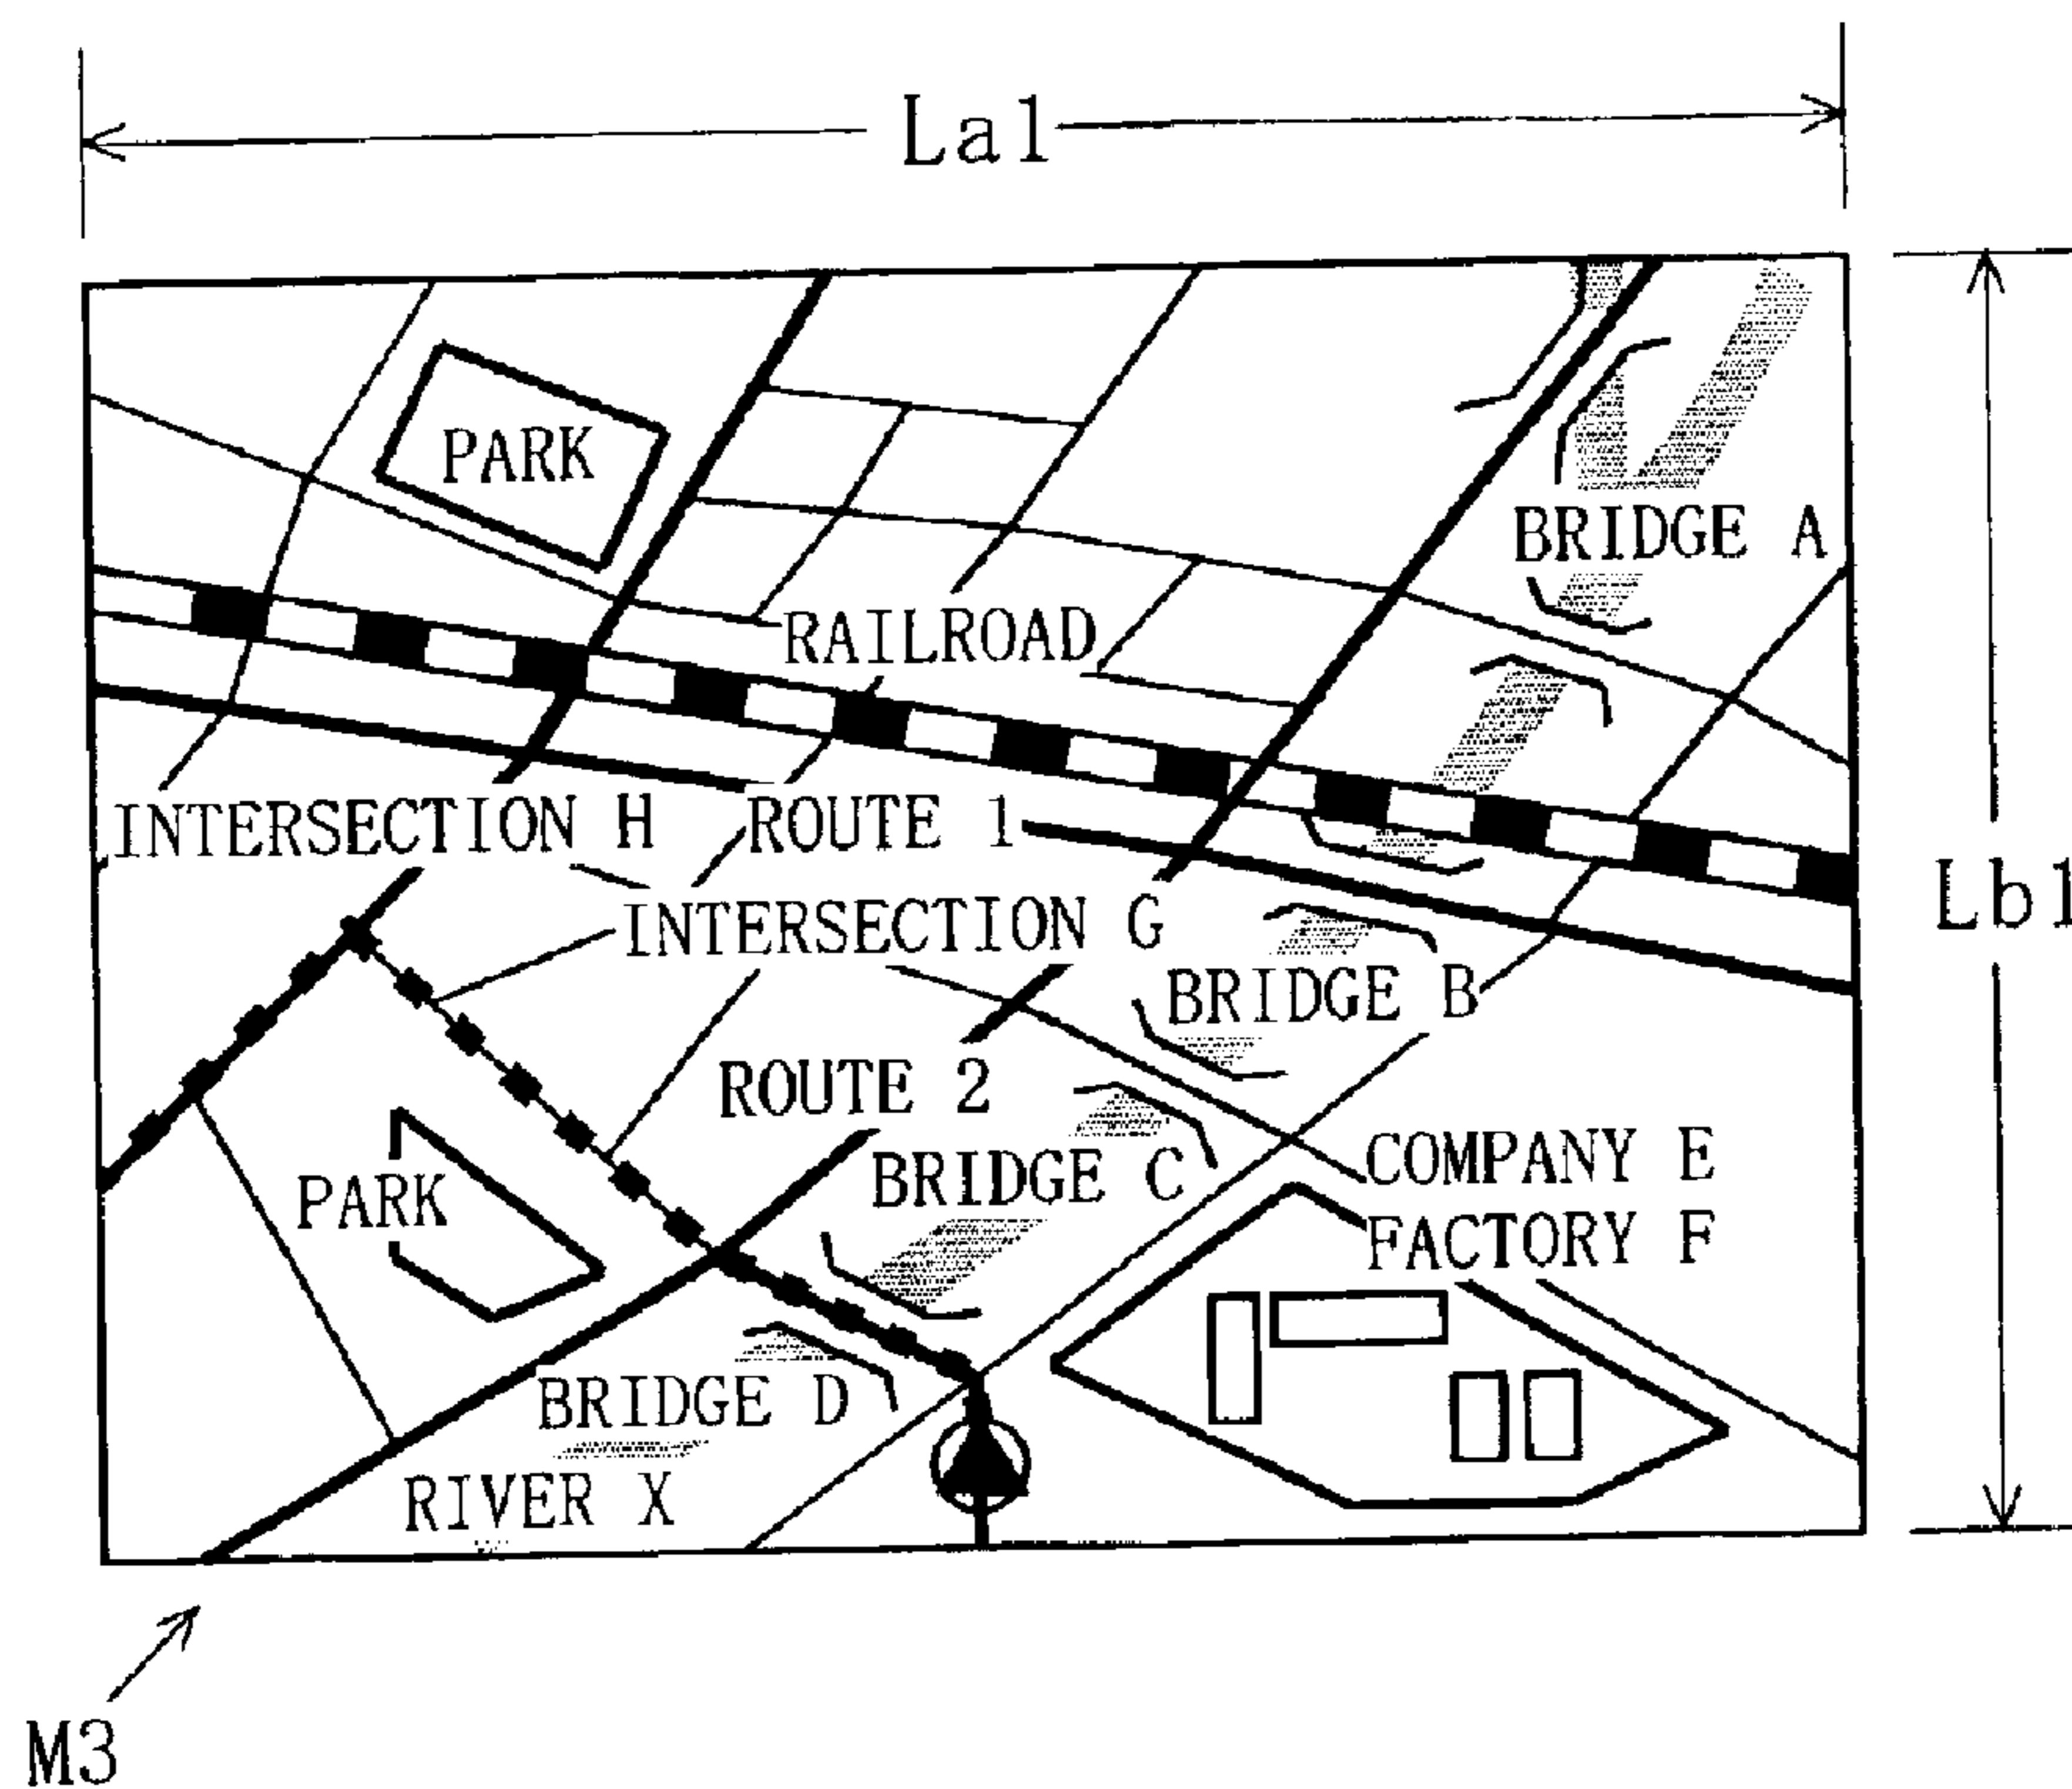 La1
PARK
BRIDGE A
RAILROAD
INTERSECTION H
ROUTE 1
Lb1
INTERSECTION G
BRIDGE B
ROUTE 2
COMPANY E
FACTORY F
BRIDGE C
PARK
BRIDGE D
RIVER X
M3